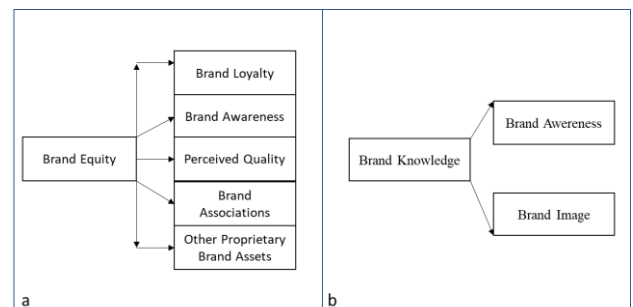 Brand Equity
Brand Loyalty
Brand Awareness
Perceived Quality
Brand
Associations
Other Proprietary
Brand Assets
a
Brand Knowledge
Brand Awereness
Brand Image
b